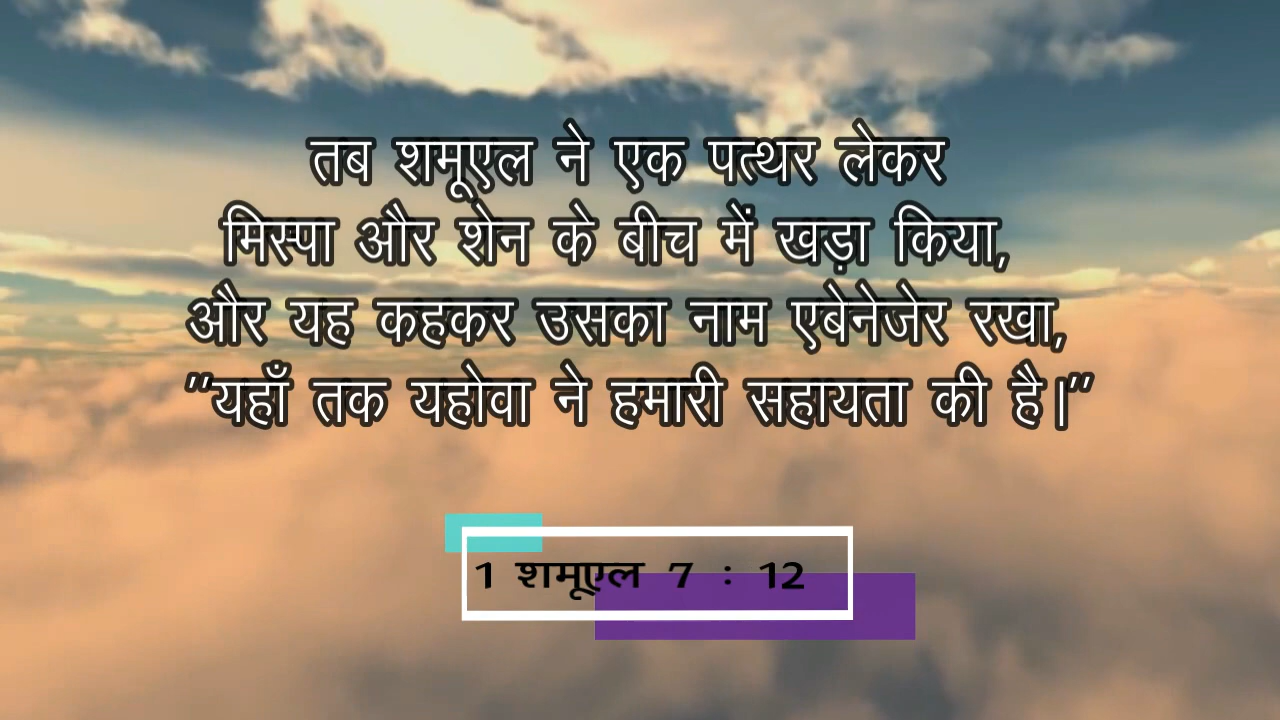 तब शमूएल ने एक पत्थर लेकर
मिस्पा और शेन के बीच में खड़ा किया,
और यह कहकर उसका नाम एबेनेजेर रखा,
”यहाँ तक यहोवा ने हमारी सहायता की है।”
1 शमूएल 7 : 12